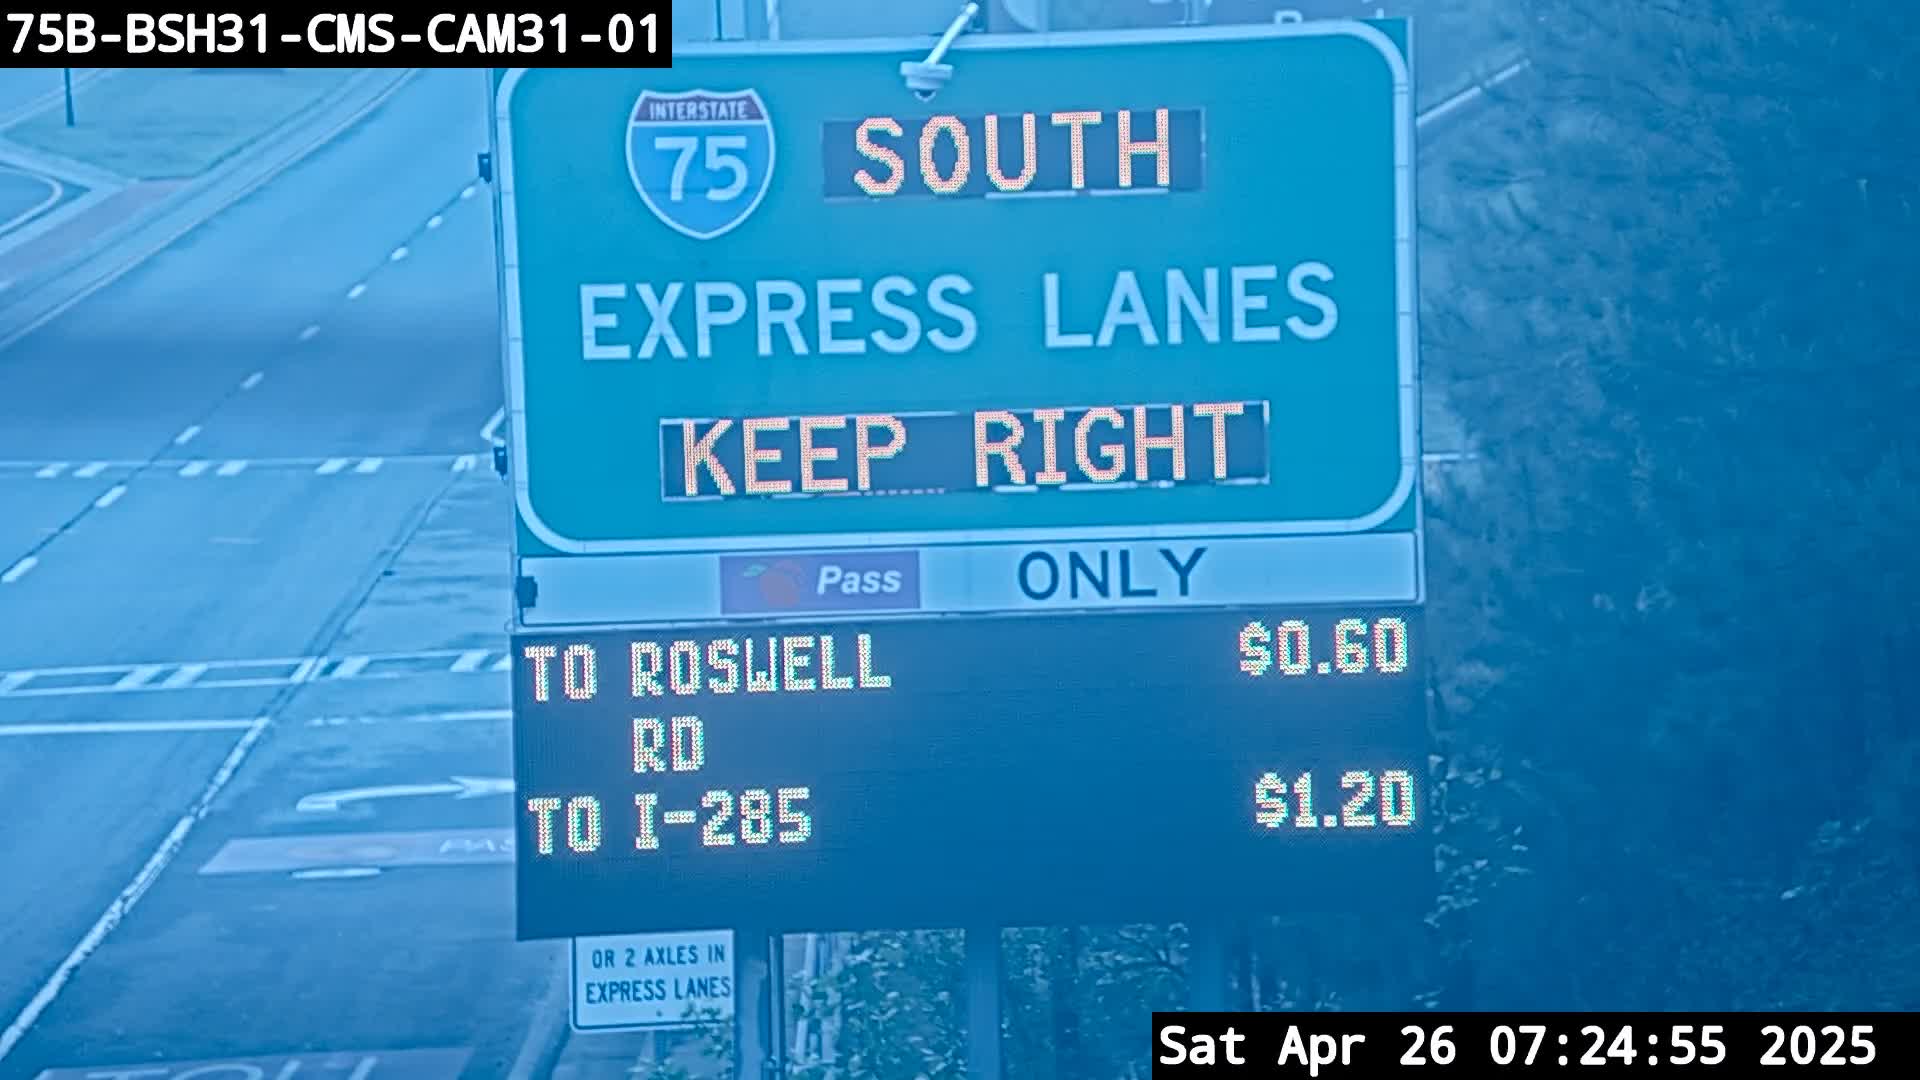 75B-BSH31-CMS-CAM31-01
INTERSTATE
75
SOUTH
EXPRESS LANES
KEEP RIGHT
Pass ONLY
TO ROSWELL $0.60
RD
TO I-285 $1.20
OR 2 AXLES IN
EXPRESS LANES
Sat Apr 26 07:24:55 2025